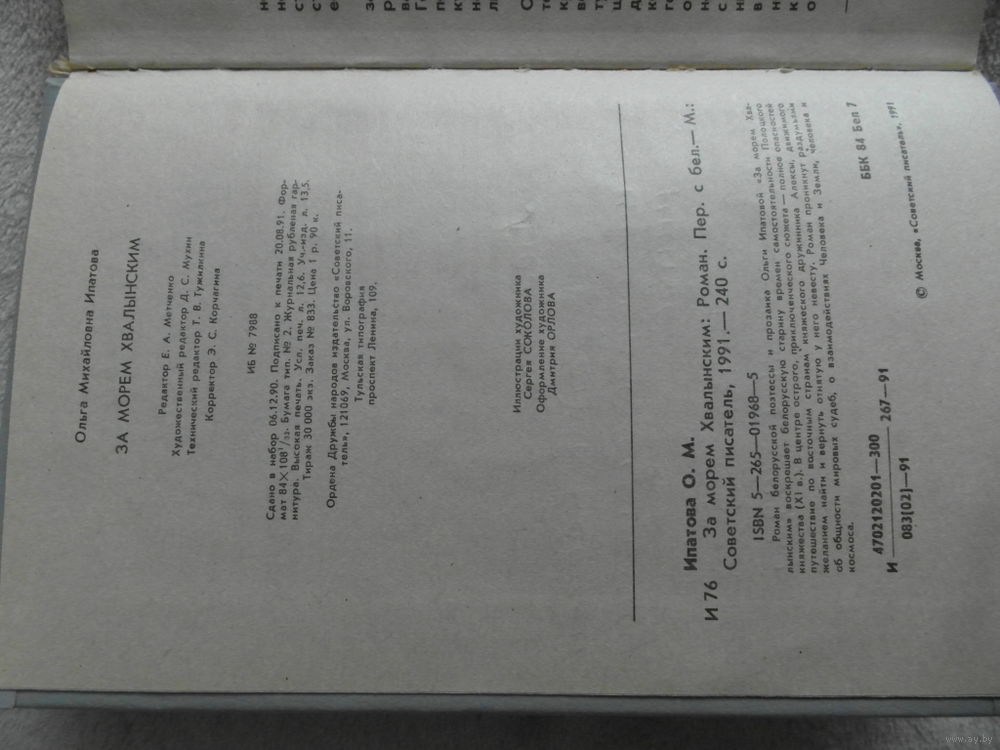 Ольга Михайловна Ипатова
ЗА МОРЕМ ХВАЛЫНСКИМ
Редактор Е. А. Метченко
Художественный редактор Д. С. Мухин
Технический редактор Т. В. Тужилкина
Корректор Э. С. Корчагина
ИБ № 7988
Сдано в набор 06.12.90. Подписано к печати 20.08.91. Фор-
мат 84×108¹/₃₂. Бумага тип. № 2. Журнальная рубленая гар-
нитура. Высокая печать. Усл. печ. л. 12,6. Уч.-изд. л. 13,5.
Тираж 30 000 экз. Заказ № 833. Цена 1 р. 90 к.
Ордена Дружбы народов издательство «Советский писа-
тель», 121069, Москва, ул. Воровского, 11.
Тульская типография
проспект Ленина, 109.
Иллюстрации художника
Сергея СОКОЛОВА
Оформление художника
Дмитрия ОРЛОВА
Ипатова О. М.
И 76 За морем Хвалынским: Роман. Пер. с бел.— М.:
Советский писатель, 1991.— 240 с.
ISBN 5—265—01968—5
Роман белорусской поэтессы и прозаика Ольги Ипатовой «За морем Хва-
лынским» воскрешает белорусскую старину времен самостоятельности Полоцкого
княжества (XI в.). В центре острого, приключенческого сюжета — полное опасностей
путешествие по восточным странам княжеского дружинника Алексы, движимого
желанием найти и вернуть отнятую у него невесту. Роман проникнут раздумьями
об общности мировых судеб, о взаимодействиях Человека и Земли, Человека и
космоса.
И 4702120201—300
083[02]—91 267—91
ББК 84 Бел 7
© Москва, «Советский писатель», 1991
www.ay.by